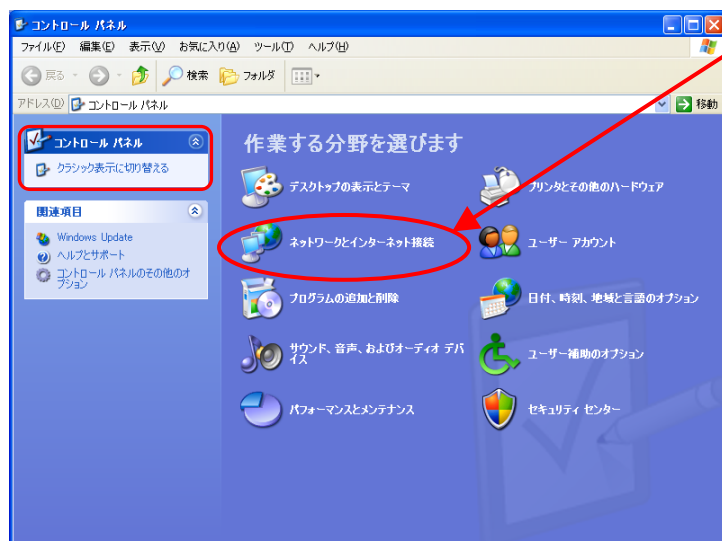 コントロール パネル
ファイル(F) 編集(E) 表示(V) お気に入り(A) ツール(T) ヘルプ(H)
戻る 検索 フォルダ
アドレス(D) コントロール パネル 移動
コントロール パネル
クラシック表示に切り替える
関連項目
Windows Update
ヘルプとサポート
コントロール パネルのその他のオ
プション
作業する分野を選びます
デスクトップの表示とテーマ
プリンタとその他のハードウェア
ネットワークとインターネット接続
ユーザー アカウント
プログラムの追加と削除
日付、時刻、地域と言語のオプション
サウンド、音声、およびオーディオ デバ
イス
ユーザー補助のオプション
パフォーマンスとメンテナンス
セキュリティ センター